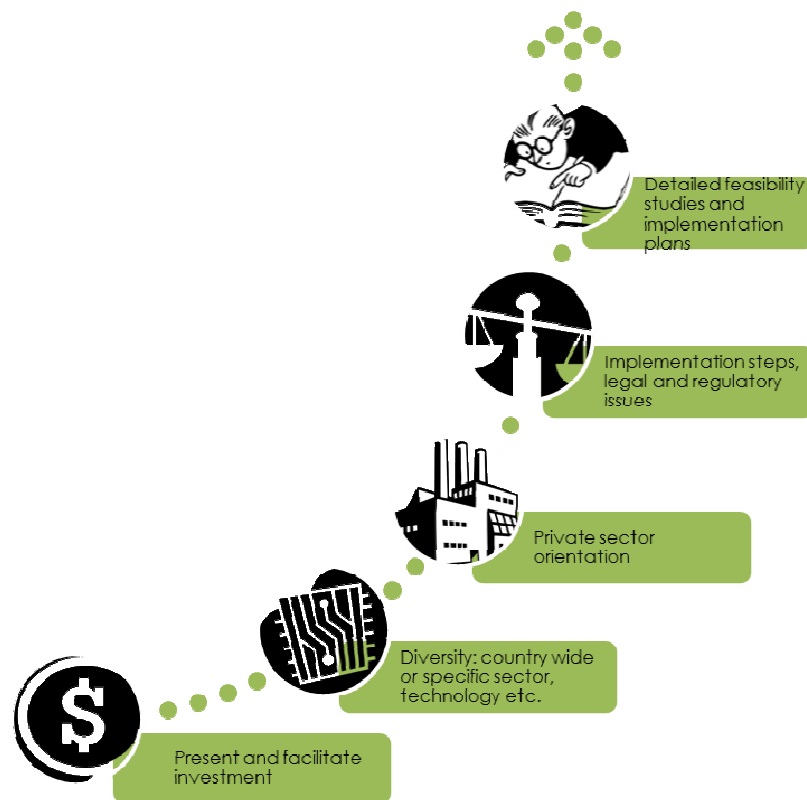 Detailed feasibility
studies and
implementation
plans
Implementation steps,
legal and regulatory
issues
Private sector
orientation
Diversity: country wide
or specific sector,
technology etc.
$
Present and facilitate
investment